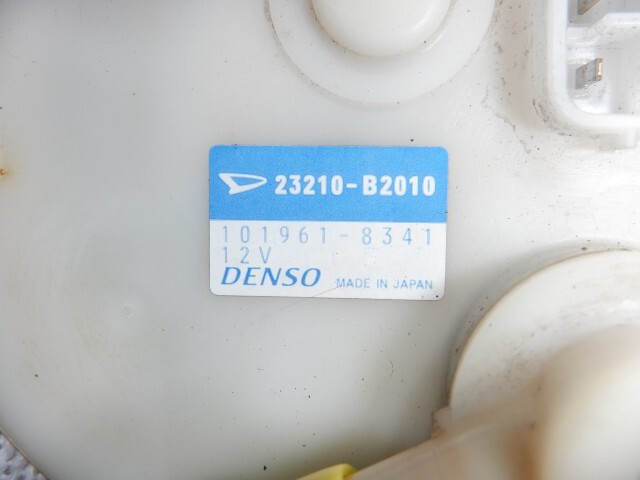 23210-B2010
101961-8341
12V
DENSO MADE IN JAPAN